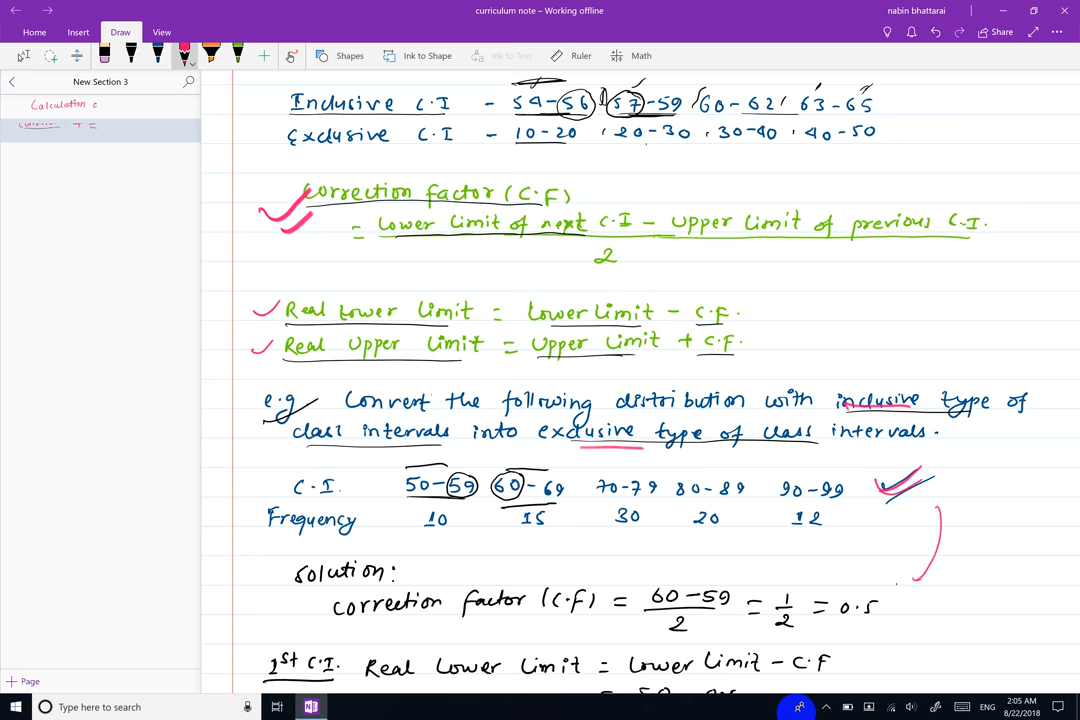 curriculum note – Working offline
nabin bhattarai
Home Insert Draw View
Share
Shapes Ink to Shape Ink to Text Ruler Math
New Section 3
Calculation
Inclusive C.I - 54-56, 57-59, 60-62, 63-65
Exclusive C.I - 10-20, 20-30, 30-40, 40-50
Correction factor (C.F)
= Lower Limit of next C.I - Upper Limit of previous C.I.
2
Real Lower Limit = Lower Limit - C.F.
Real Upper Limit = Upper Limit + C.F.
e.g Convert the following distribution with inclusive type of
class intervals into exclusive type of class intervals.
C.I. 50-59 60-69 70-79 80-89 90-99
Frequency 10 15 30 20 12
Solution:
Correction factor (C.F) = 60-59 / 2 = 1/2 = 0.5
1st C.I. Real Lower Limit = Lower Limit - C.F
Page
Type here to search
ENG
2:05 AM
8/22/2018